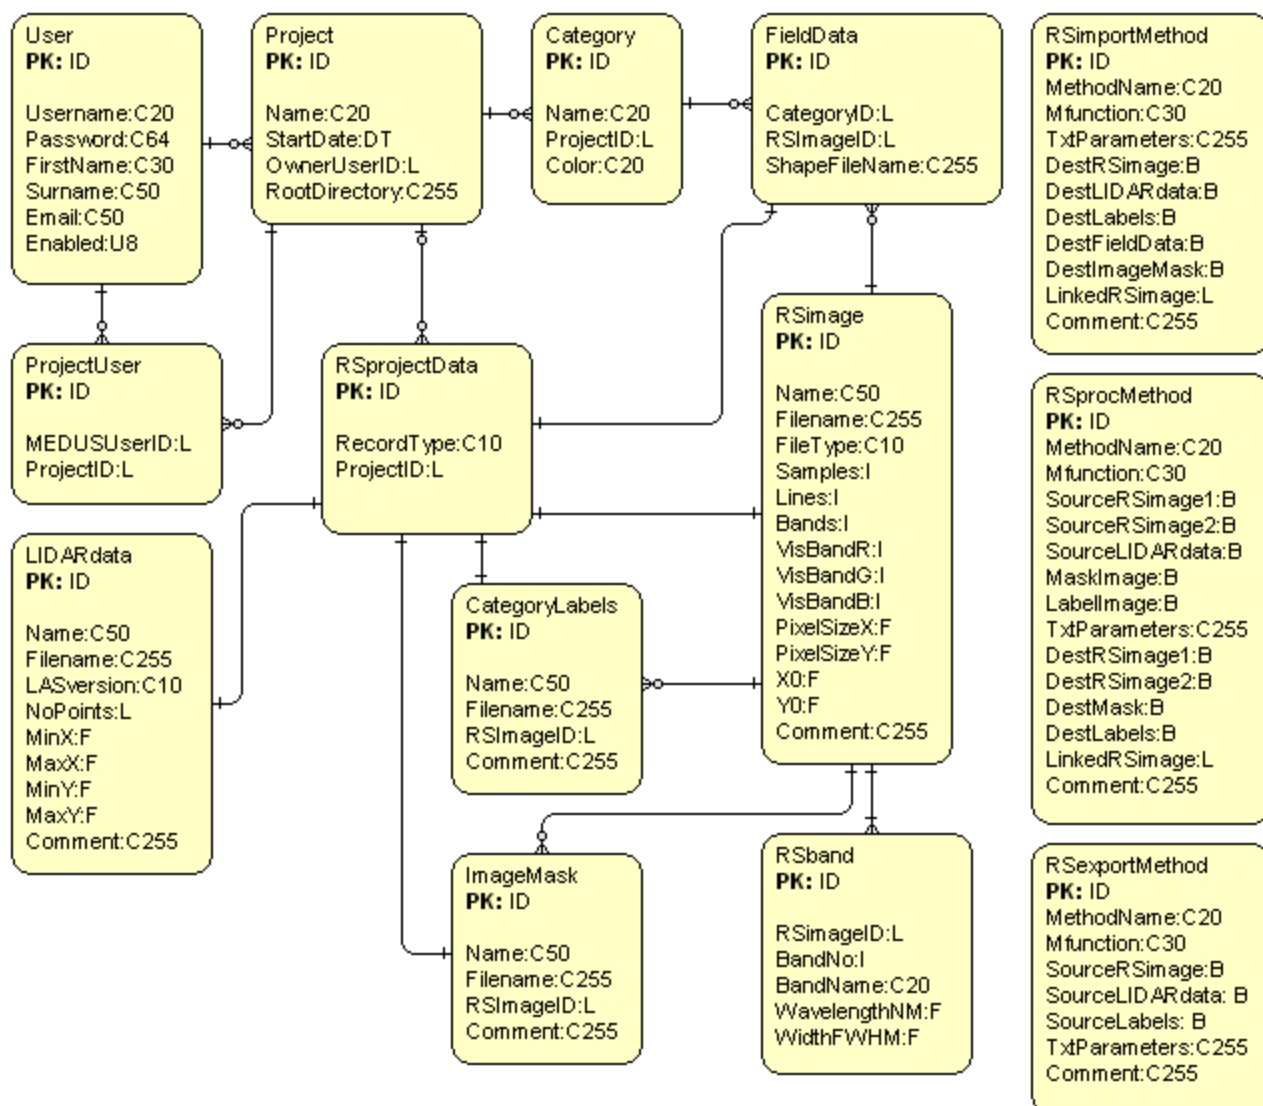 User
PK: ID
Username:C20
Password:C64
FirstName:C30
Surname:C50
Email:C50
Enabled:U8
Project
PK: ID
Name:C20
StartDate:DT
OwnerUserID:L
RootDirectory:C255
Category
PK: ID
Name:C20
ProjectID:L
Color:C20
FieldData
PK: ID
CategoryID:L
RSImageID:L
ShapeFileName:C255
RSimportMethod
PK: ID
MethodName:C20
Mfunction:C30
TxtParameters:C255
DestRSimage:B
DestLIDARdata:B
DestLabels:B
DestFieldData:B
DestImageMask:B
LinkedRSimage:L
Comment:C255
ProjectUser
PK: ID
MEDUSUserID:L
ProjectID:L
RSprojectData
PK: ID
RecordType:C10
ProjectID:L
RSimage
PK: ID
Name:C50
Filename:C255
FileType:C10
Samples:I
Lines:I
Bands:I
VisBandR:I
VisBandG:I
VisBandB:I
PixelSizeX:F
PixelSizeY:F
X0:F
Y0:F
Comment:C255
RSprocMethod
PK: ID
MethodName:C20
Mfunction:C30
SourceRSimage1:B
SourceRSimage2:B
SourceLIDARdata:B
MaskImage:B
LabelImage:B
TxtParameters:C255
DestRSimage1:B
DestRSimage2:B
DestMask:B
DestLabels:B
LinkedRSimage:L
Comment:C255
LIDARdata
PK: ID
Name:C50
Filename:C255
LASversion:C10
NoPoints:L
MinX:F
MaxX:F
MinY:F
MaxY:F
Comment:C255
CategoryLabels
PK: ID
Name:C50
Filename:C255
RSImageID:L
Comment:C255
ImageMask
PK: ID
Name:C50
Filename:C255
RSImageID:L
Comment:C255
RSband
PK: ID
RSimageID:L
BandNo:I
BandName:C20
WavelengthNM:F
WidthFWHM:F
RSexportMethod
PK: ID
MethodName:C20
Mfunction:C30
SourceRSimage:B
SourceLIDARdata: B
SourceLabels: B
TxtParameters:C255
Comment:C255